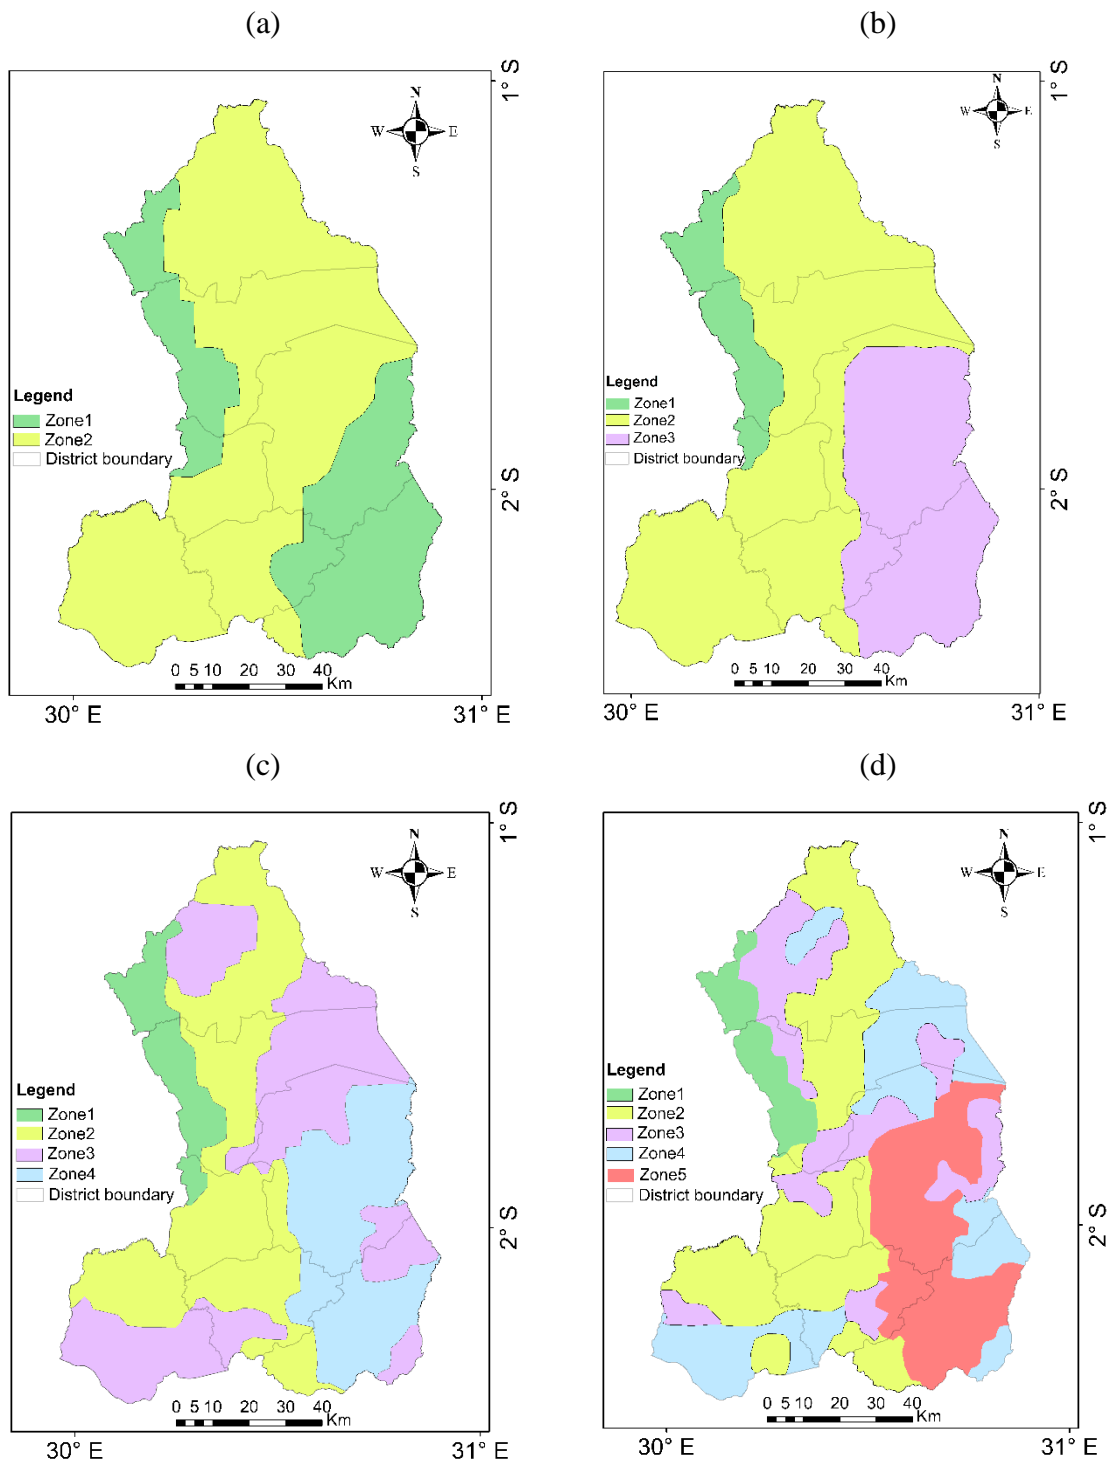 (a)
N
W E
S
1° S
Legend
Zone1
Zone2
District boundary
2° S
0 5 10 20 30 40
Km
30° E 31° E
(b)
N
W E
S
1° S
Legend
Zone1
Zone2
Zone3
District boundary
2° S
0 5 10 20 30 40
Km
30° E 31° E
(c)
N
W E
S
1° S
Legend
Zone1
Zone2
Zone3
Zone4
District boundary
2° S
0 5 10 20 30 40
Km
30° E 31° E
(d)
N
W E
S
1° S
Legend
Zone1
Zone2
Zone3
Zone4
Zone5
District boundary
2° S
0 5 10 20 30 40
Km
30° E 31° E